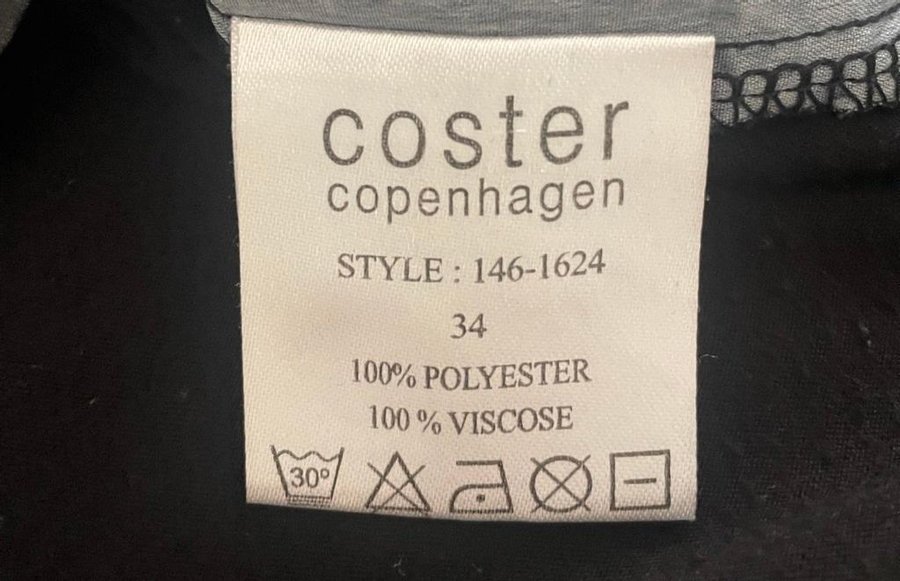 coster
copenhagen
STYLE : 146-1624
34
100% POLYESTER
100 % VISCOSE
30°